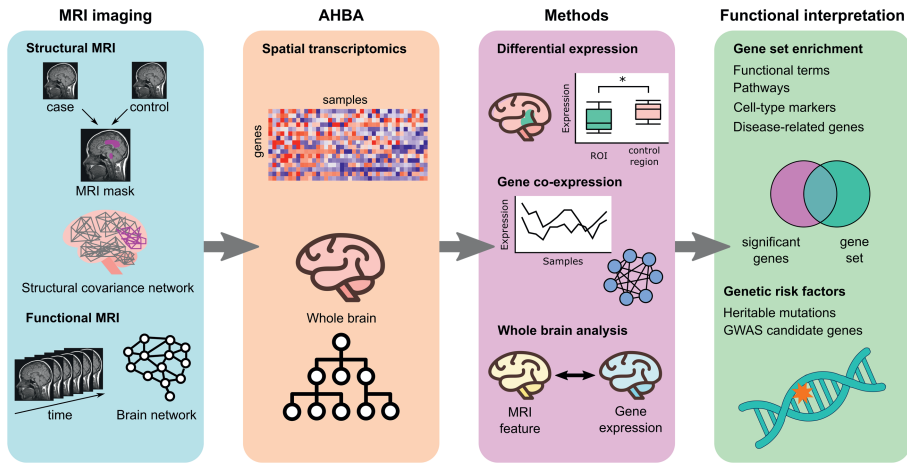 MRI imaging
Structural MRI
case
control
MRI mask
Structural covariance network
Functional MRI
time
Brain network
AHBA
Spatial transcriptomics
samples
genes
Whole brain
Methods
Differential expression
Expression
*
ROI
control
region
Gene co-expression
Expression
Samples
Whole brain analysis
MRI
feature
Gene
expression
Functional interpretation
Gene set enrichment
Functional terms
Pathways
Cell-type markers
Disease-related genes
significant
genes
gene
set
Genetic risk factors
Heritable mutations
GWAS candidate genes